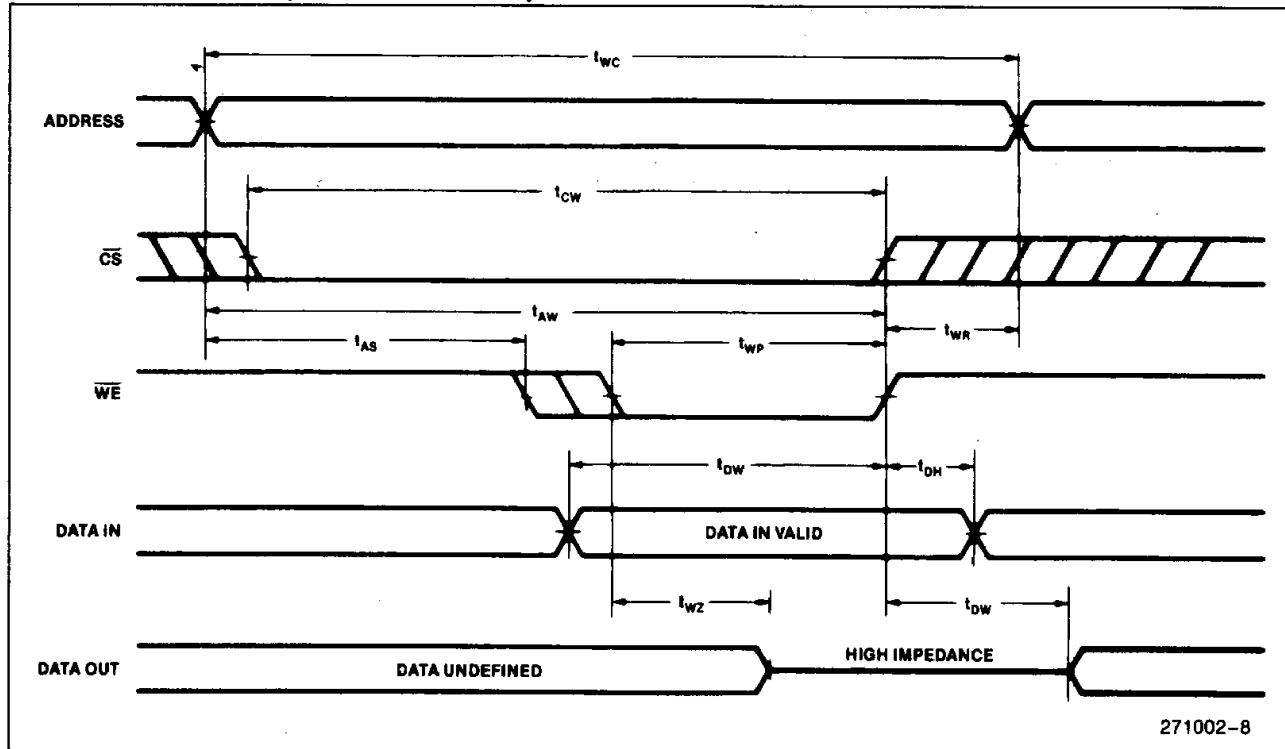 tWC
ADDRESS
tCW
CS
tAW
tAS
tWP
tWR
WE
tDW
tDH
DATA IN
DATA IN VALID
tWZ
tDW
DATA OUT
DATA UNDEFINED
HIGH IMPEDANCE
271002-8